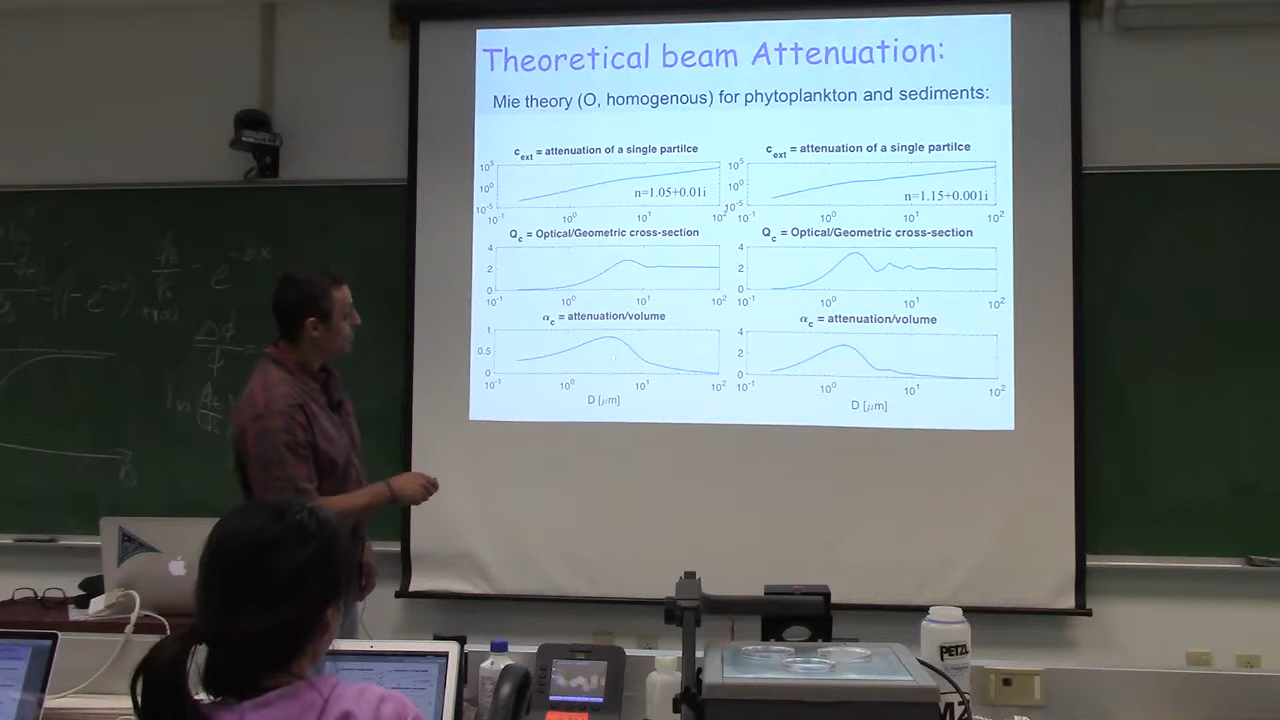 Theoretical beam Attenuation:
Mie theory (O, homogenous) for phytoplankton and sediments:
c_ext = attenuation of a single partilce
10^5
10^0
10^-5
n=1.05+0.01i
10^-1 10^0 10^1 10^2
Q_c = Optical/Geometric cross-section
4
2
0
10^-1 10^0 10^1 10^2
α_c = attenuation/volume
1
0.5
0
10^-1 10^0 10^1 10^2
D [μm]
c_ext = attenuation of a single partilce
10^5
10^0
10^-5
n=1.15+0.001i
10^-1 10^0 10^1 10^2
Q_c = Optical/Geometric cross-section
4
2
0
10^-1 10^0 10^1 10^2
α_c = attenuation/volume
4
2
0
10^-1 10^0 10^1 10^2
D [μm]
PETZL